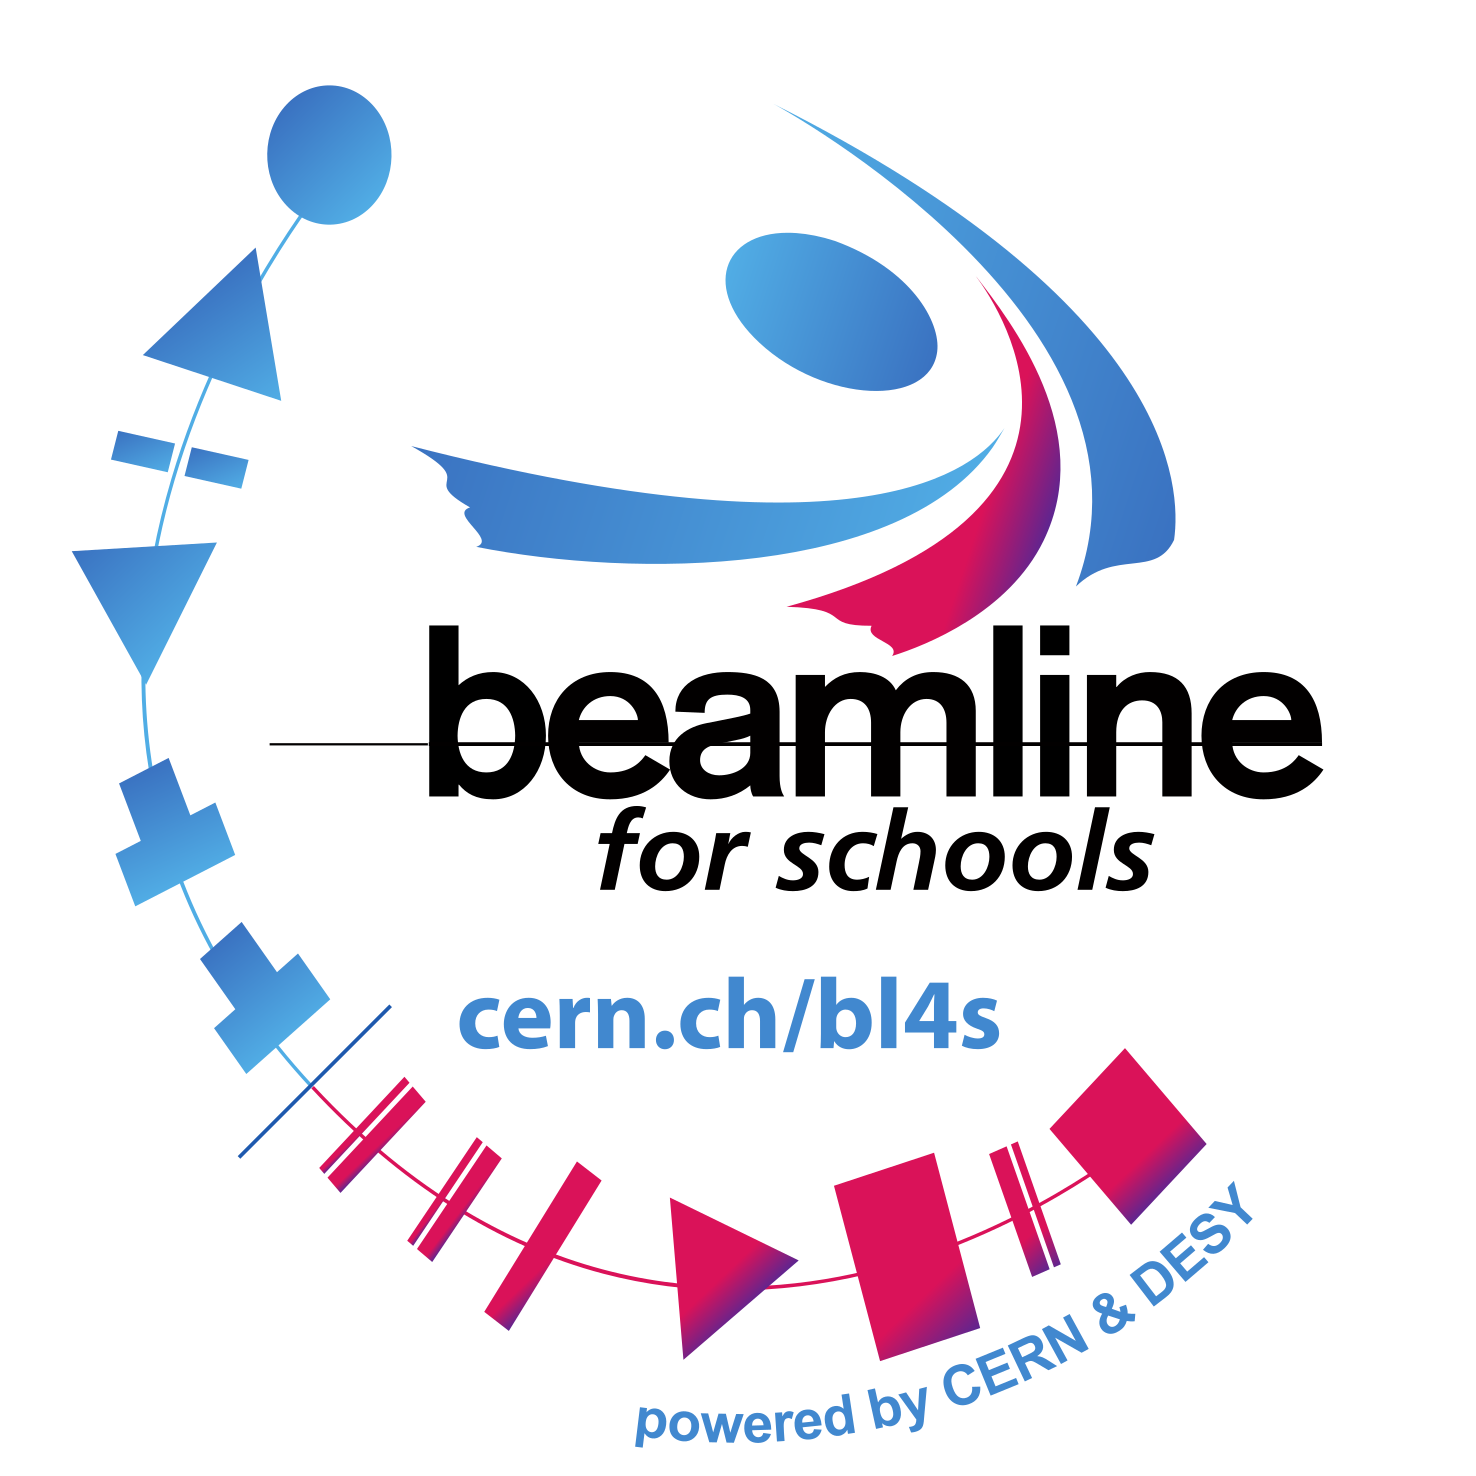 beamline
for schools
cern.ch/bl4s
powered by CERN & DESY